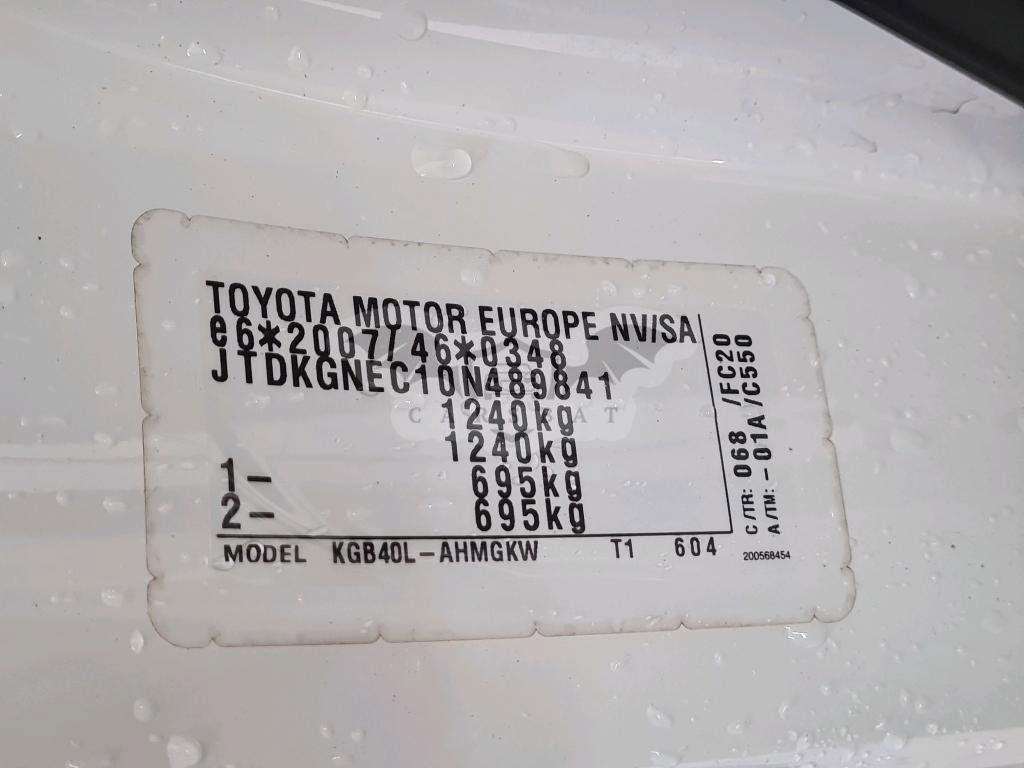 TOYOTA MOTOR EUROPE NV/SA
e6*2007/46*0348
JTDKGNEC10N489841
1240kg
1240kg
1- 695kg
2- 695kg
MODEL KGB40L-AHMGKW T1 604
C/TR: 068 /FC20
A/TM: -01A /C550
200568454
CARSBAT